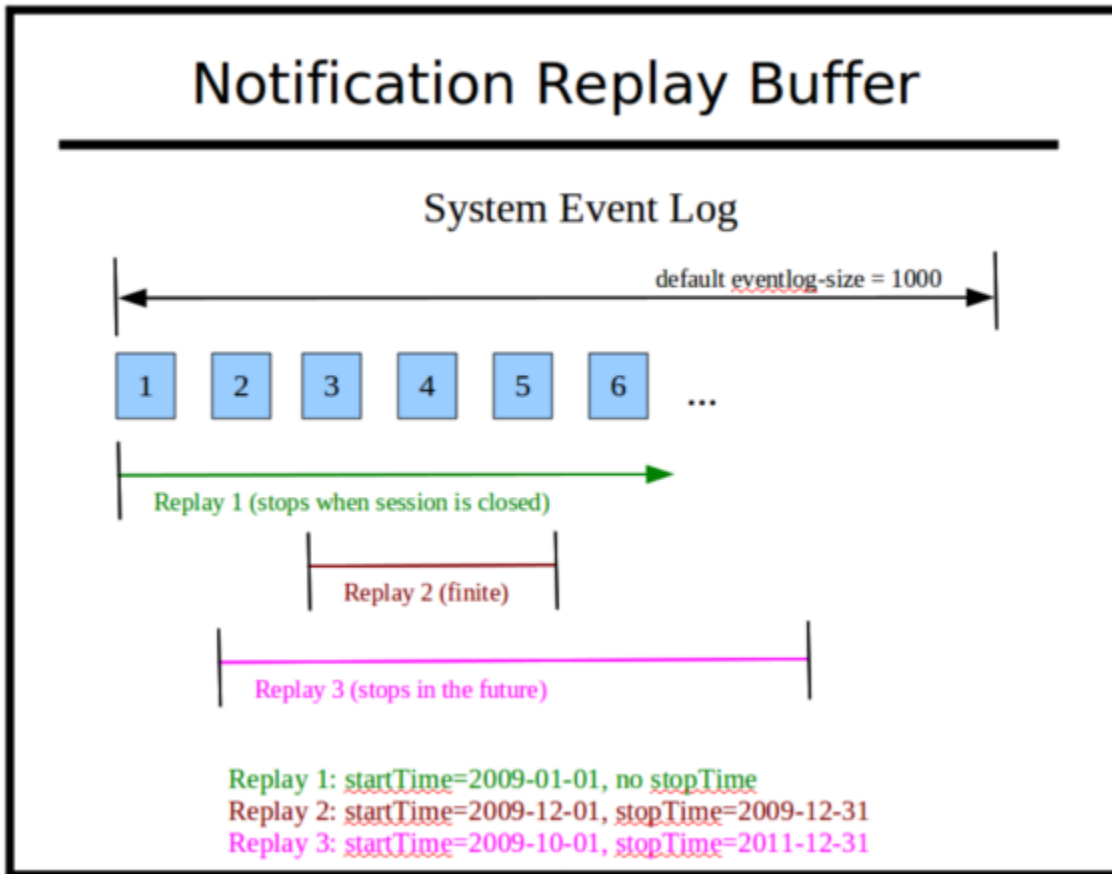 Notification Replay Buffer
System Event Log
default eventlog-size = 1000
1 2 3 4 5 6 ...
Replay 1 (stops when session is closed)
Replay 2 (finite)
Replay 3 (stops in the future)
Replay 1: startTime=2009-01-01, no stopTime
Replay 2: startTime=2009-12-01, stopTime=2009-12-31
Replay 3: startTime=2009-10-01, stopTime=2011-12-31